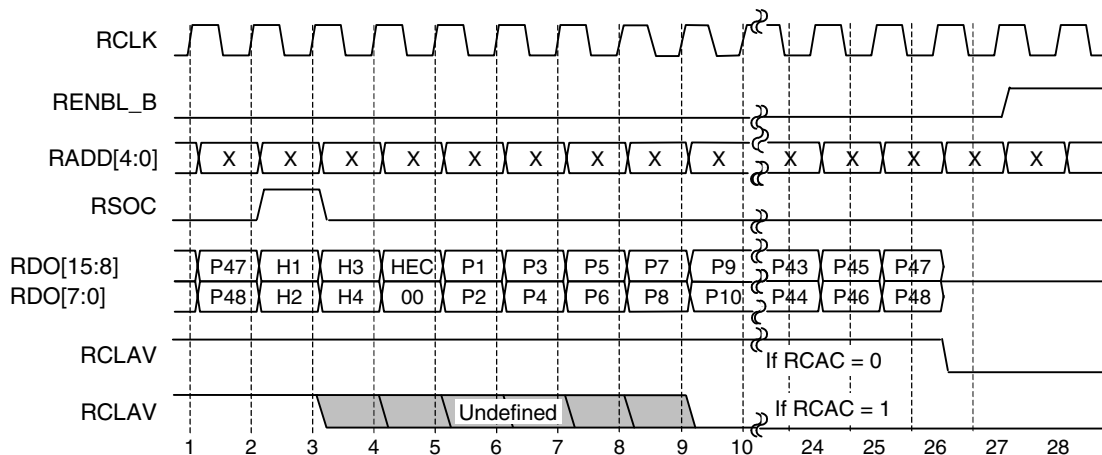 RCLK
RENBL_B
RADD[4:0] X X X X X X X X X X X X X X
RSOC
RDO[15:8] P47 H1 H3 HEC P1 P3 P5 P7 P9 P43 P45 P47
RDO[7:0] P48 H2 H4 00 P2 P4 P6 P8 P10 P44 P46 P48
RCLAV If RCAC = 0
RCLAV Undefined If RCAC = 1
1 2 3 4 5 6 7 8 9 10 24 25 26 27 28